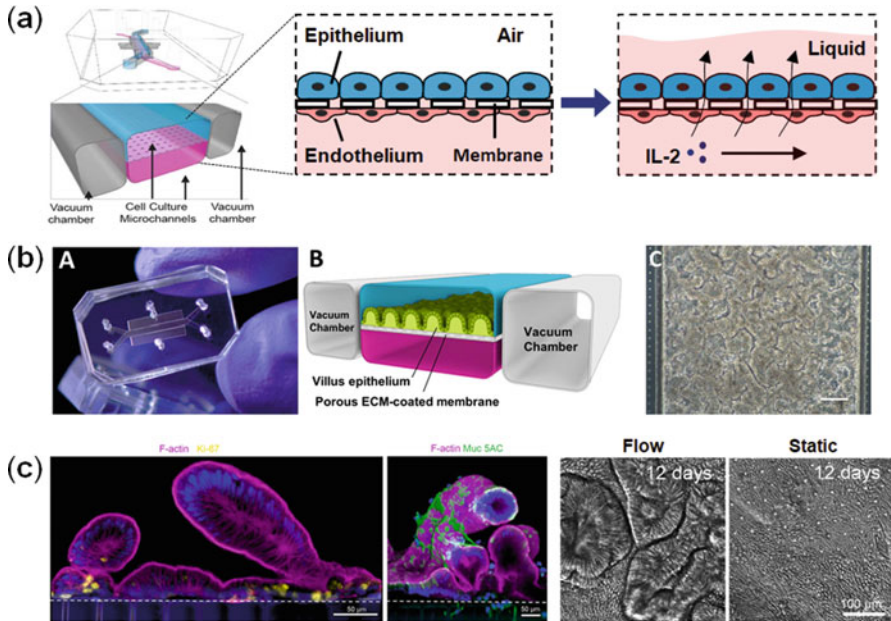 (a)
Epithelium
Air
Endothelium
Membrane
Liquid
IL-2
Vacuum chamber
Cell Culture Microchannels
Vacuum chamber
(b)
A
B
Vacuum Chamber
Vacuum Chamber
Villus epithelium
Porous ECM-coated membrane
C
(c)
F-actin Ki-67
50 μm
F-actin Muc 5AC
50 μm
Flow
12 days
Static
12 days
100 μm